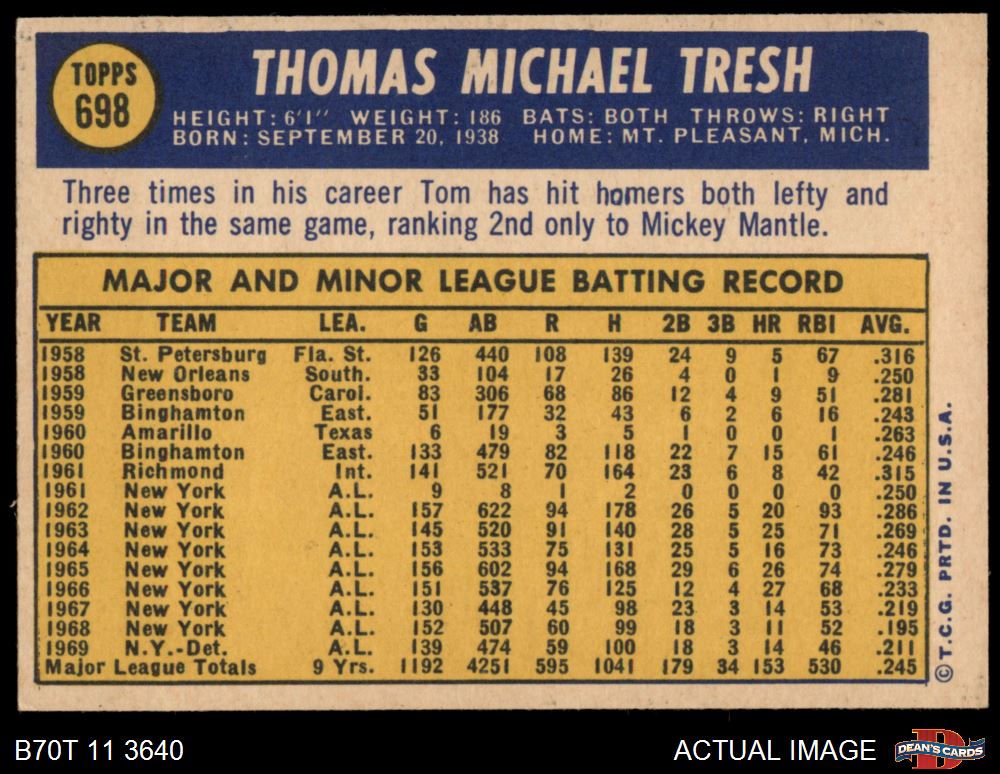 TOPPS
698
THOMAS MICHAEL TRESH
HEIGHT: 6'1" WEIGHT: 186 BATS: BOTH THROWS: RIGHT
BORN: SEPTEMBER 20, 1938 HOME: MT. PLEASANT, MICH.
Three times in his career Tom has hit homers both lefty and
righty in the same game, ranking 2nd only to Mickey Mantle.
MAJOR AND MINOR LEAGUE BATTING RECORD
YEAR TEAM LEA. G AB R H 2B 3B HR RBI AVG.
1958 St. Petersburg Fla. St. 126 440 108 139 24 9 5 67 .316
1958 New Orleans South. 33 104 17 26 4 0 1 9 .250
1959 Greensboro Carol. 83 306 68 86 12 4 9 51 .281
1959 Binghamton East. 51 177 32 43 6 2 6 16 .243
1960 Amarillo Texas 6 19 3 5 1 0 0 1 .263
1960 Binghamton East. 133 479 82 118 22 7 15 61 .246
1961 Richmond Int. 141 521 70 164 23 6 8 42 .315
1961 New York A.L. 9 8 1 2 0 0 0 0 .250
1962 New York A.L. 157 622 94 178 26 5 20 93 .286
1963 New York A.L. 145 520 91 140 28 5 25 71 .269
1964 New York A.L. 153 533 75 131 25 5 16 73 .246
1965 New York A.L. 156 602 94 168 29 6 26 74 .279
1966 New York A.L. 151 537 76 125 12 4 27 68 .233
1967 New York A.L. 130 448 45 98 23 3 14 53 .219
1968 New York A.L. 152 507 60 99 18 3 11 52 .195
1969 N.Y.-Det. A.L. 139 474 59 100 18 3 14 46 .211
Major League Totals 9 Yrs. 1192 4251 595 1041 179 34 153 530 .245
©T.C.G. PRTD. IN U.S.A.
B70T 11 3640
ACTUAL IMAGE
D
DEAN'S CARDS